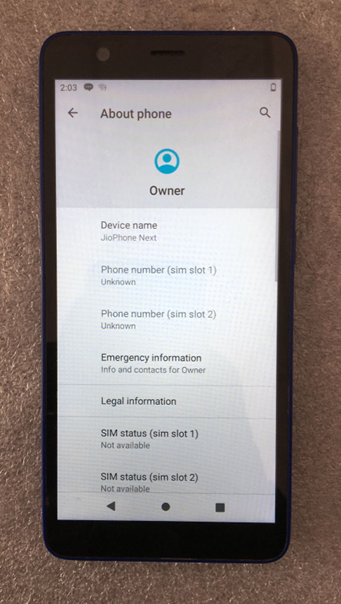 2:03
About phone
Owner
Device name
JioPhone Next
Phone number (sim slot 1)
Unknown
Phone number (sim slot 2)
Unknown
Emergency information
Info and contacts for Owner
Legal information
SIM status (sim slot 1)
Not available
SIM status (sim slot 2)
Not available